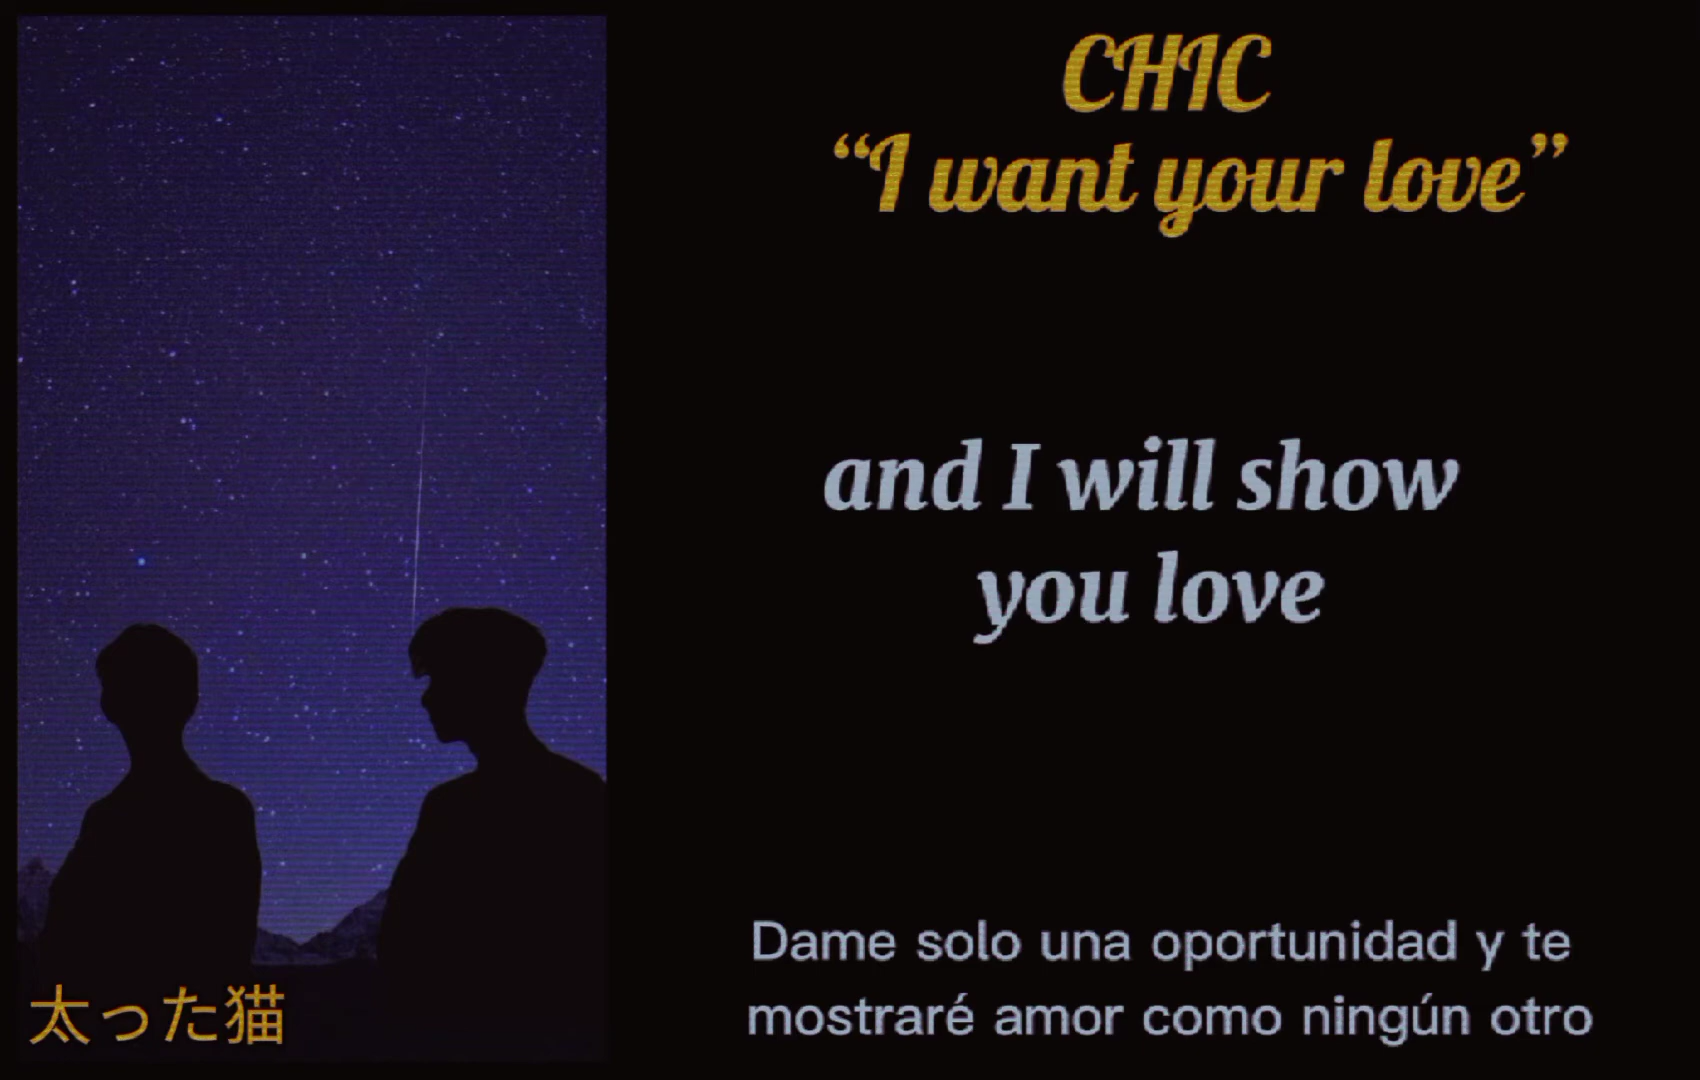 CHIC
“I want your love”
and I will show
you love
Dame solo una oportunidad y te
mostraré amor como ningún otro
太った猫